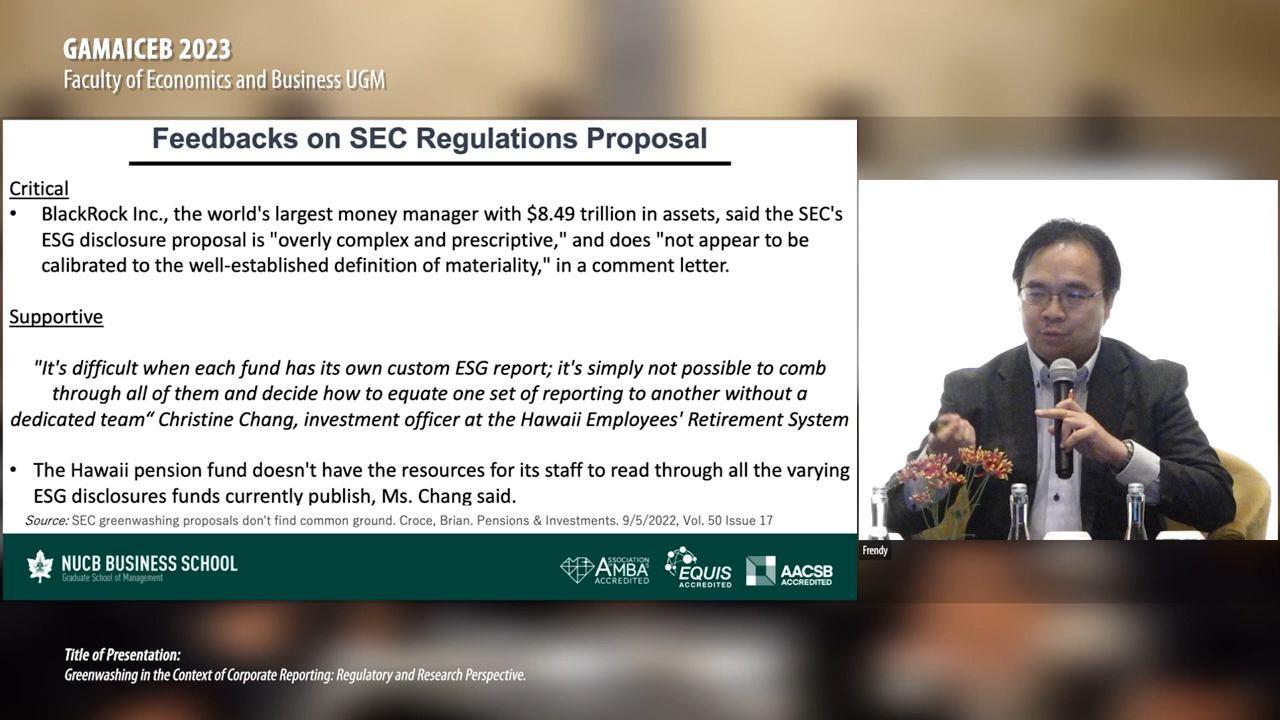 GAMAICEB 2023
Faculty of Economics and Business UGM
Feedbacks on SEC Regulations Proposal
Critical
• BlackRock Inc., the world's largest money manager with $8.49 trillion in assets, said the SEC's
ESG disclosure proposal is "overly complex and prescriptive," and does "not appear to be
calibrated to the well-established definition of materiality," in a comment letter.
Supportive
"It's difficult when each fund has its own custom ESG report; it's simply not possible to comb
through all of them and decide how to equate one set of reporting to another without a
dedicated team“ Christine Chang, investment officer at the Hawaii Employees' Retirement System
• The Hawaii pension fund doesn't have the resources for its staff to read through all the varying
ESG disclosures funds currently publish, Ms. Chang said.
Source: SEC greenwashing proposals don't find common ground. Croce, Brian. Pensions & Investments. 9/5/2022, Vol. 50 Issue 17
NUCB BUSINESS SCHOOL
Graduate School of Management
ASSOCIATION
AMBA
ACCREDITED
EQUIS
ACCREDITED
AACSB
ACCREDITED
Frendy
Title of Presentation:
Greenwashing in the Context of Corporate Reporting: Regulatory and Research Perspective.